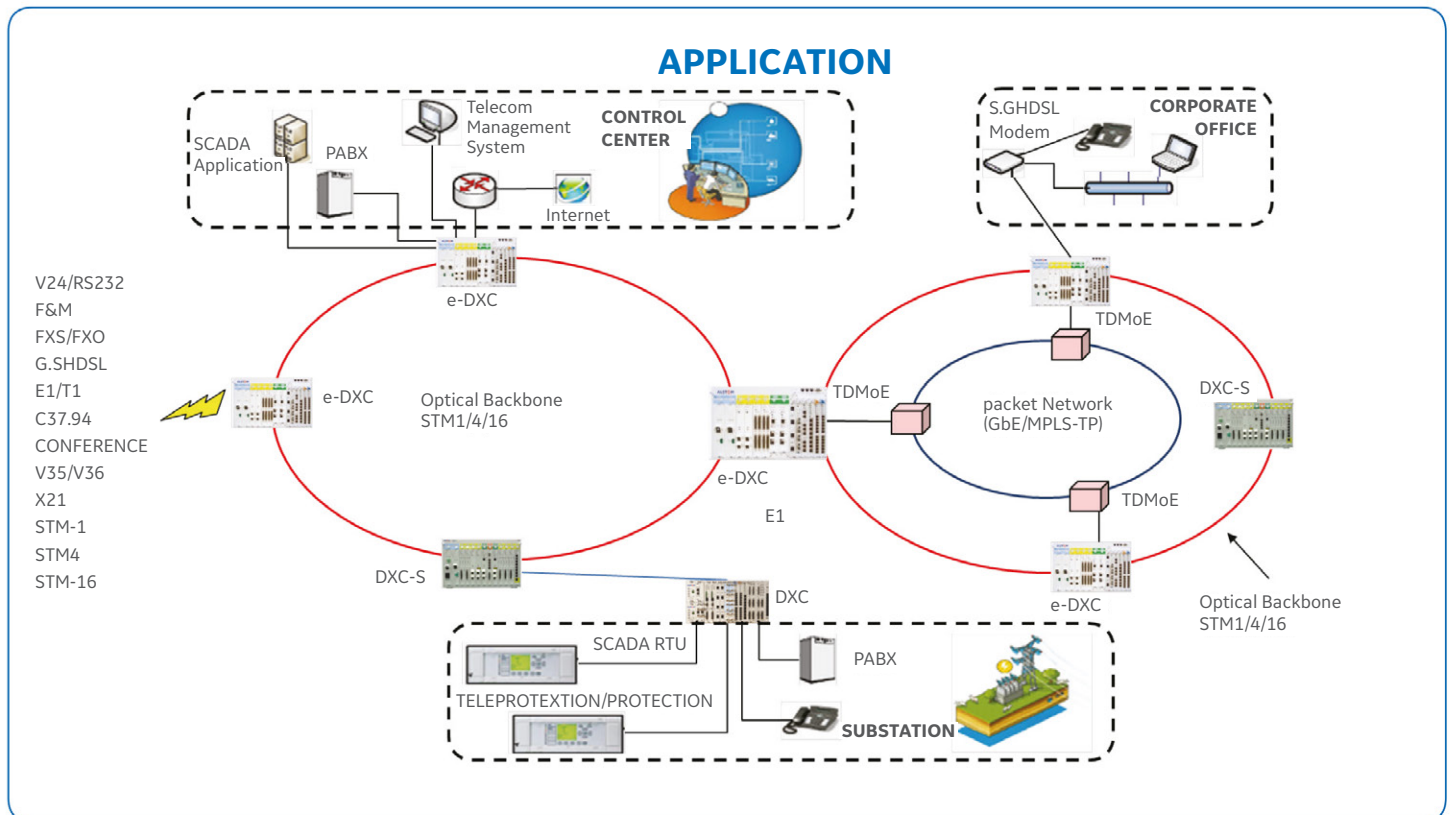 APPLICATION
SCADA
Application
PABX
Telecom
Management
System
Internet
CONTROL
CENTER
S.GHDSL
Modem
CORPORATE
OFFICE
V24/RS232
F&M
FXS/FXO
G.SHDSL
E1/T1
C37.94
CONFERENCE
V35/V36
X21
STM-1
STM4
STM-16
e-DXC
e-DXC
Optical Backbone
STM1/4/16
DXC-S
e-DXC
E1
TDMoE
TDMoE
packet Network
(GbE/MPLS-TP)
DXC-S
TDMoE
e-DXC
Optical Backbone
STM1/4/16
DXC
SCADA RTU
TELEPROTEXTION/PROTECTION
PABX
SUBSTATION